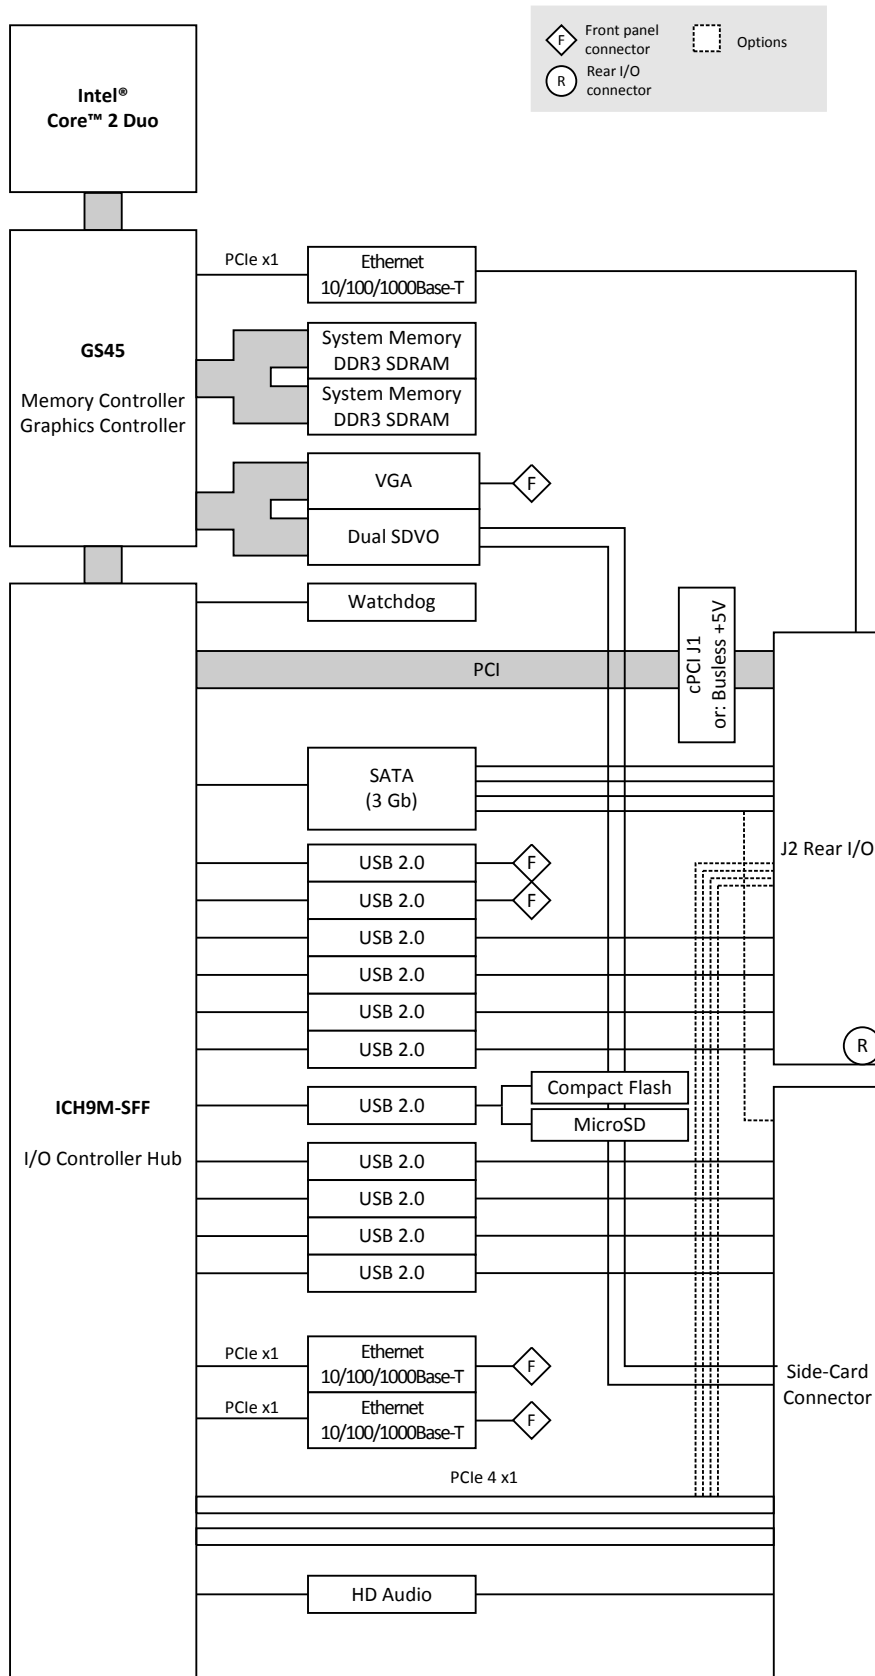 F
Front panel
connector
Options
R
Rear I/O
connector
Intel®
Core™ 2 Duo
GS45
Memory Controller
Graphics Controller
PCIe x1
Ethernet
10/100/1000Base-T
System Memory
DDR3 SDRAM
System Memory
DDR3 SDRAM
VGA
F
Dual SDVO
Watchdog
PCI
cPCI J1
or: Busless +5V
SATA
(3 Gb)
J2 Rear I/O
USB 2.0
F
USB 2.0
F
USB 2.0
USB 2.0
USB 2.0
USB 2.0
R
ICH9M-SFF
I/O Controller Hub
USB 2.0
Compact Flash
MicroSD
USB 2.0
USB 2.0
USB 2.0
USB 2.0
PCIe x1
Ethernet
10/100/1000Base-T
F
PCIe x1
Ethernet
10/100/1000Base-T
F
Side-Card
Connector
PCIe 4 x1
HD Audio